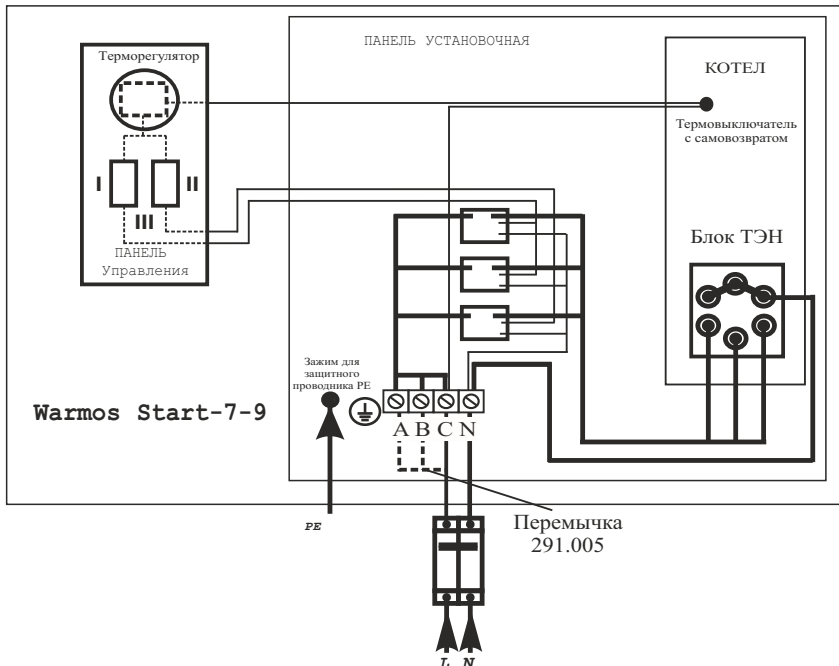 ПАНЕЛЬ УСТАНОВОЧНАЯ
Терморегулятор
КОТЕЛ
Термовыключатель
с самовозвратом
I
II
III
ПАНЕЛЬ
Управления
Блок ТЭН
Зажим для
защитного
проводника PE
Warmos Start-7-9
A B C N
PE
Перемычка
291.005
L N